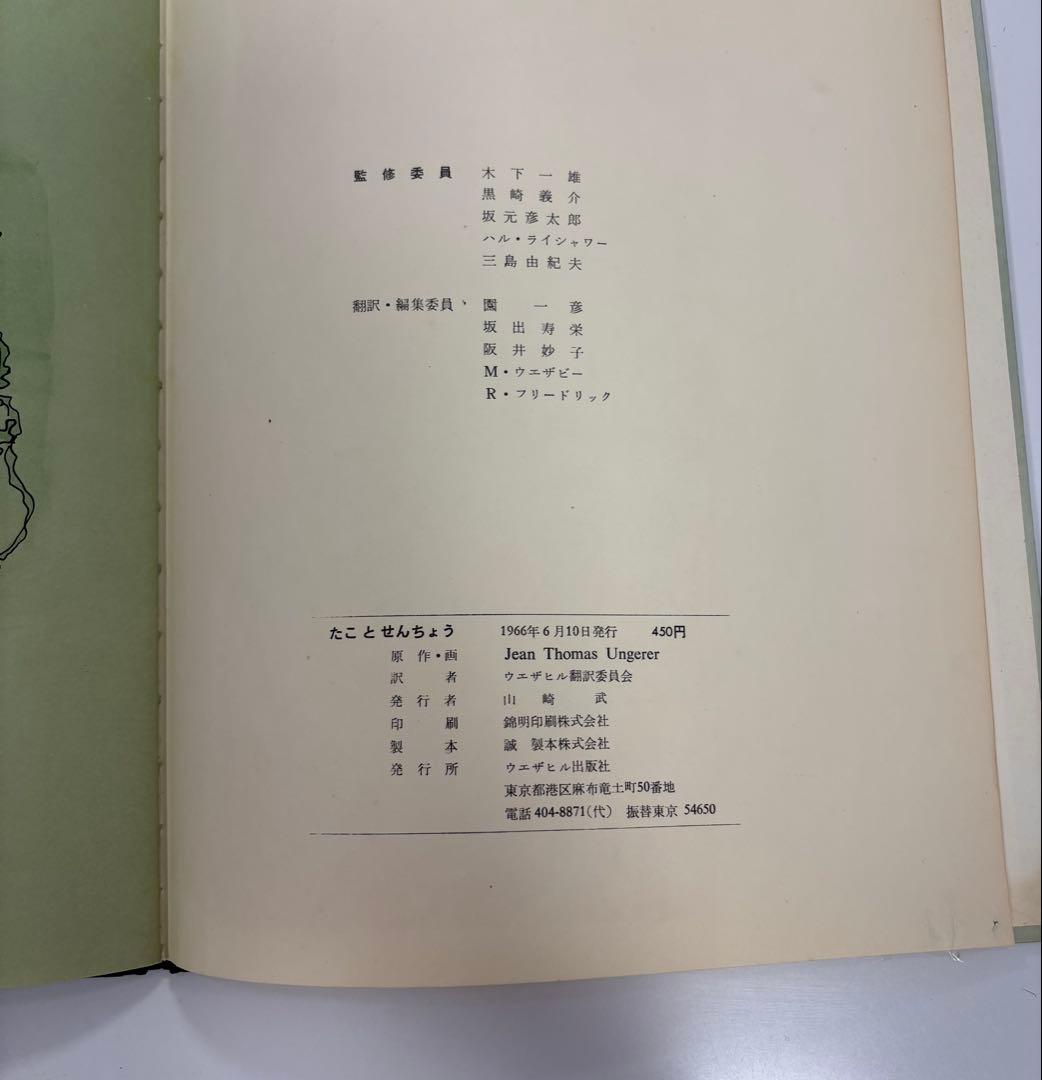 監修委員 木下一雄
黒崎義介
坂元彦太郎
ハル・ライシャワー
三島由紀夫
翻訳・編集委員 園一彦
坂出寿栄
阪井妙子
M・ウエザビー
R・フリードリック
たことせんちょう 1966年6月10日発行 450円
原作・画 Jean Thomas Ungerer
訳者 ウエザヒル翻訳委員会
発行者 山崎武
印刷 錦明印刷株式会社
製本 誠製本株式会社
発行所 ウエザヒル出版社
東京都港区麻布竜土町50番地
電話 404-8871(代) 振替東京 54650